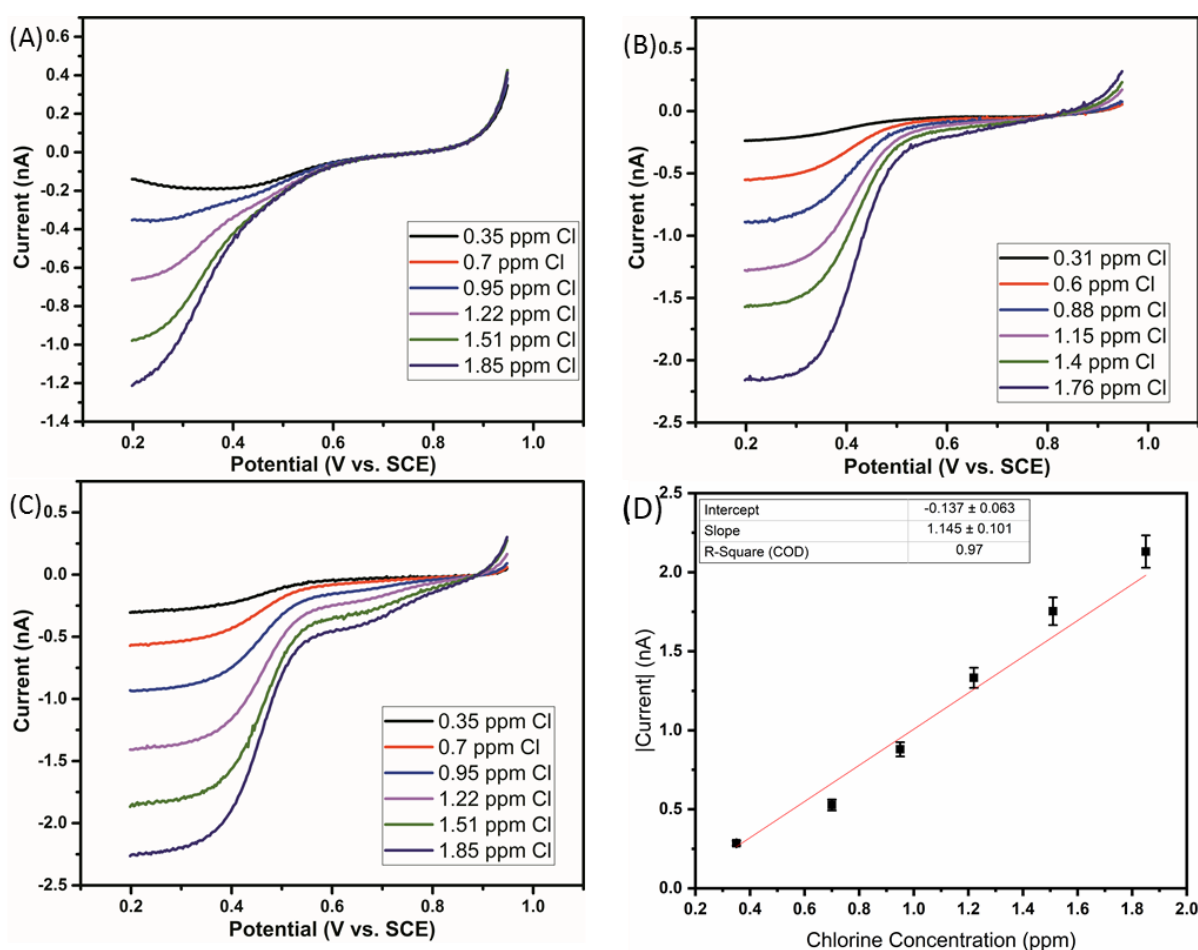 (A)
0.6
0.4
0.2
0.0
-0.2
-0.4
-0.6
-0.8
-1.0
-1.2
-1.4
Current (nA)
0.35 ppm Cl
0.7 ppm Cl
0.95 ppm Cl
1.22 ppm Cl
1.51 ppm Cl
1.85 ppm Cl
0.2 0.4 0.6 0.8 1.0
Potential (V vs. SCE)
(B)
0.5
0.0
-0.5
-1.0
-1.5
-2.0
-2.5
Current (nA)
0.31 ppm Cl
0.6 ppm Cl
0.88 ppm Cl
1.15 ppm Cl
1.4 ppm Cl
1.76 ppm Cl
0.2 0.4 0.6 0.8 1.0
Potential (V vs. SCE)
(C)
0.5
0.0
-0.5
-1.0
-1.5
-2.0
-2.5
Current (nA)
0.35 ppm Cl
0.7 ppm Cl
0.95 ppm Cl
1.22 ppm Cl
1.51 ppm Cl
1.85 ppm Cl
0.2 0.4 0.6 0.8 1.0
Potential (V vs. SCE)
(D)
2.5
2.0
1.5
1.0
0.5
0.0
|Current| (nA)
Intercept -0.137 ± 0.063
Slope 1.145 ± 0.101
R-Square (COD) 0.97
0.2 0.4 0.6 0.8 1.0 1.2 1.4 1.6 1.8 2.0
Chlorine Concentration (ppm)